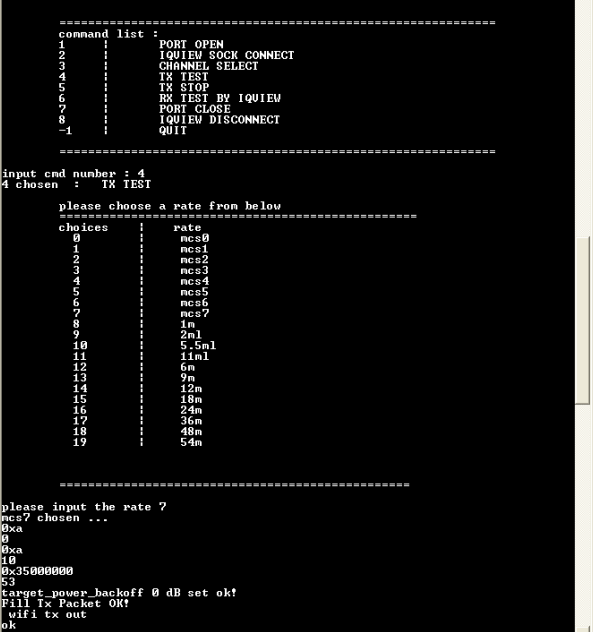 ============================================================
command list :
1 ¦ PORT OPEN
2 ¦ IQVIEW SOCK CONNECT
3 ¦ CHANNEL SELECT
4 ¦ TX TEST
5 ¦ TX STOP
6 ¦ RX TEST BY IQVIEW
7 ¦ PORT CLOSE
8 ¦ IQVIEW DISCONNECT
-1 ¦ QUIT
============================================================
input cmd number : 4
4 chosen : TX TEST
please choose a rate from below
=================================================
choices ¦ rate
0 ¦ mcs0
1 ¦ mcs1
2 ¦ mcs2
3 ¦ mcs3
4 ¦ mcs4
5 ¦ mcs5
6 ¦ mcs6
7 ¦ mcs7
8 ¦ 1m
9 ¦ 2ml
10 ¦ 5.5ml
11 ¦ 11ml
12 ¦ 6m
13 ¦ 9m
14 ¦ 12m
15 ¦ 18m
16 ¦ 24m
17 ¦ 36m
18 ¦ 48m
19 ¦ 54m
================================================
please input the rate 7
mcs7 chosen ...
0xa
0
0xa
10
0x35000000
53
target_power_backoff 0 dB set ok!
Fill Tx Packet OK!
wifi tx out
ok